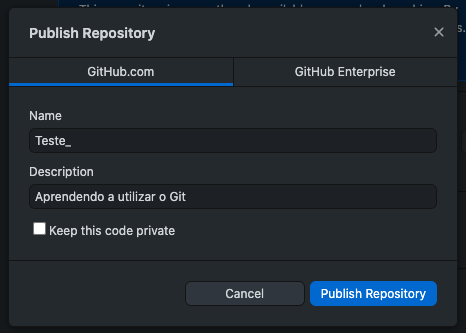 Publish Repository
GitHub.com
GitHub Enterprise
Name
Teste_
Description
Aprendendo a utilizar o Git
Keep this code private
Cancel
Publish Repository